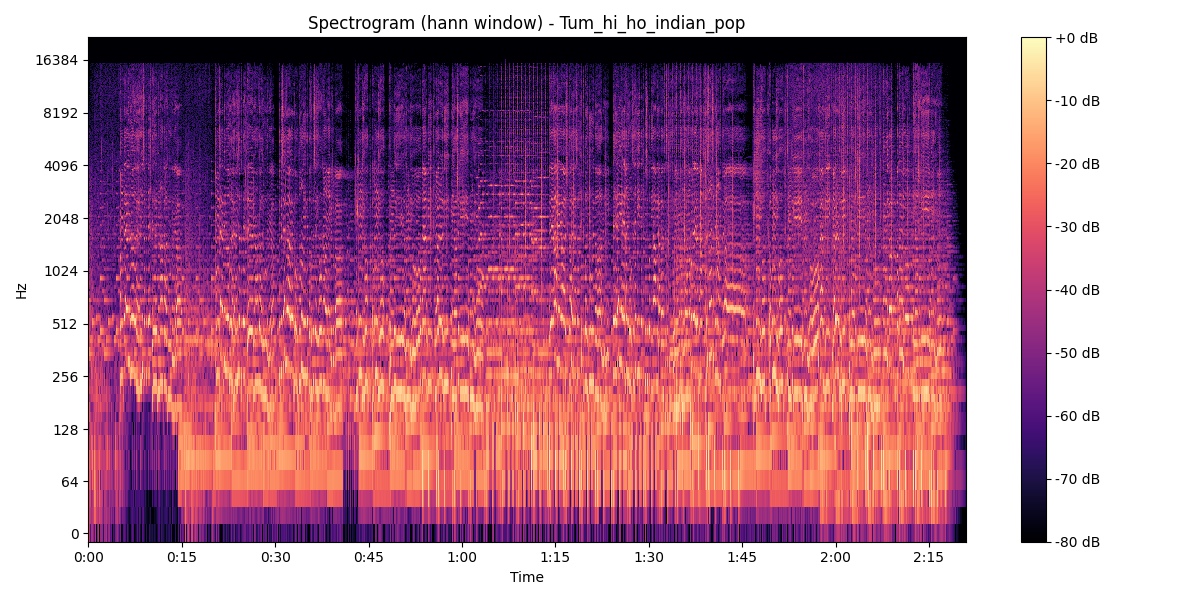 Spectrogram (hann window) - Tum_hi_ho_indian_pop
16384
8192
4096
2048
1024
512
256
128
64
0
Hz
0:00
0:15
0:30
0:45
1:00
1:15
1:30
1:45
2:00
2:15
Time
+0 dB
-10 dB
-20 dB
-30 dB
-40 dB
-50 dB
-60 dB
-70 dB
-80 dB